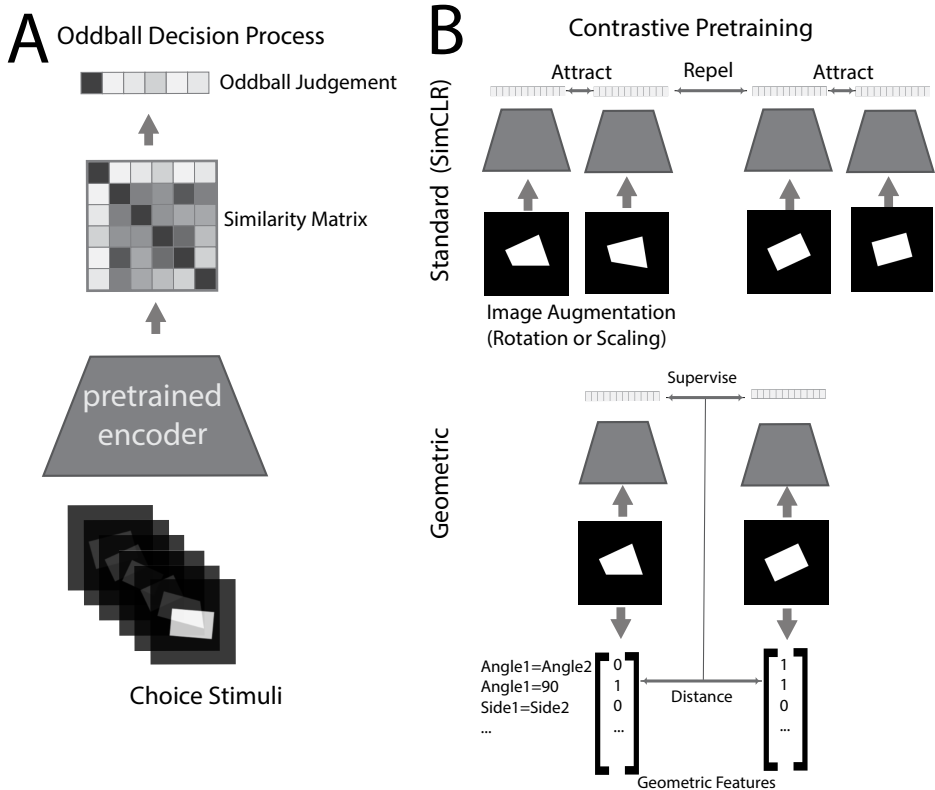 A
Oddball Decision Process
Oddball Judgement
Similarity Matrix
pretrained
encoder
Choice Stimuli
B
Contrastive Pretraining
Standard (SimCLR)
Attract
Repel
Attract
Image Augmentation
(Rotation or Scaling)
Geometric
Supervise
Angle1=Angle2
Angle1=90
Side1=Side2
...
0
1
0
...
Distance
1
1
0
...
Geometric Features